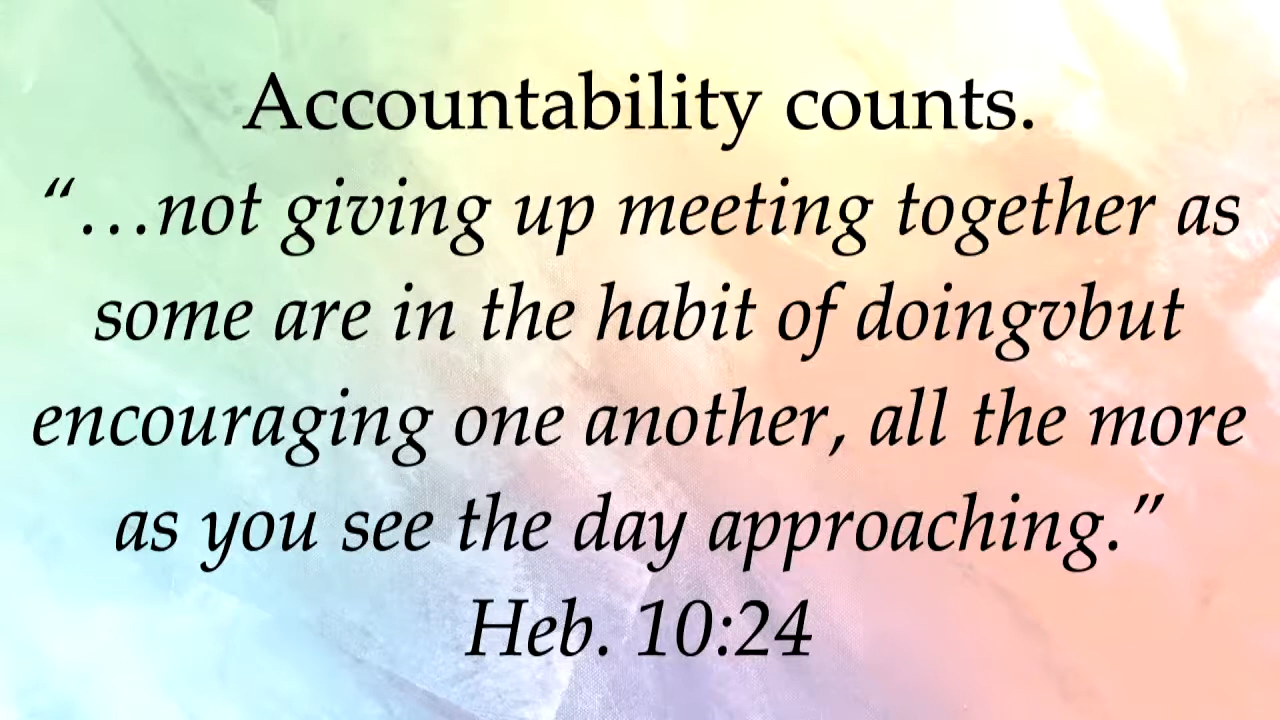 Accountability counts.
“…not giving up meeting together as
some are in the habit of doingvbut
encouraging one another, all the more
as you see the day approaching.”
Heb. 10:24